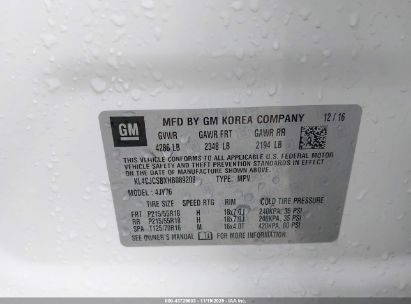 GM
MFD BY GM KOREA COMPANY 12/16
GVWR GAWR FRT GAWR RR
4286 LB 2348 LB 2194 LB
THIS VEHICLE CONFORMS TO ALL APPLICABLE U.S. FEDERAL MOTOR
VEHICLE SAFETY AND THEFT PREVENTION STANDARDS IN EFFECT ON
THE DATE OF MANUFACTURE SHOWN ABOVE.
TYPE: MPV
MODEL: 4JV76
TIRE SIZE SPEED RTG RIM COLD TIRE PRESSURE
FRT P215/55R18 H 18x7.0J 240KPA, 35 PSI
RR P215/55R18 H 18x7.0J 240KPA, 35 PSI
SPA T125/70R16 M 16x4.0T 420KPA, 60 PSI
SEE OWNER'S MANUAL FOR MORE INFORMATION.